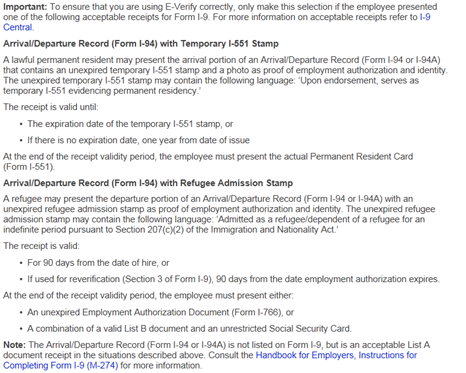 Important: To ensure that you are using E-Verify correctly, only make this selection if the employee presented
one of the following acceptable receipts for Form I-9. For more information on acceptable receipts refer to I-9
Central.
Arrival/Departure Record (Form I-94) with Temporary I-551 Stamp
A lawful permanent resident may present the arrival portion of an Arrival/Departure Record (Form I-94 or I-94A)
that contains an unexpired temporary I-551 stamp and a photo as proof of employment authorization and identity.
The unexpired temporary I-551 stamp may contain the following language: ‘Upon endorsement, serves as
temporary I-551 evidencing permanent residency.’
The receipt is valid until:
• The expiration date of the temporary I-551 stamp, or
• If there is no expiration date, one year from date of issue
At the end of the receipt validity period, the employee must present the actual Permanent Resident Card
(Form I-551).
Arrival/Departure Record (Form I-94) with Refugee Admission Stamp
A refugee may present the departure portion of an Arrival/Departure Record (Form I-94 or I-94A) with an
unexpired refugee admission stamp as proof of employment authorization and identity. The unexpired refugee
admission stamp may contain the following language: ‘Admitted as a refugee/dependent of a refugee for an
indefinite period pursuant to Section 207(c)(2) of the Immigration and Nationality Act.’
The receipt is valid:
• For 90 days from the date of hire, or
• If used for reverification (Section 3 of Form I-9), 90 days from the date employment authorization expires.
At the end of the receipt validity period, the employee must present either:
• An unexpired Employment Authorization Document (Form I-766), or
• A combination of a valid List B document and an unrestricted Social Security Card.
Note: The Arrival/Departure Record (Form I-94 or I-94A) is not listed on Form I-9, but is an acceptable List A
document receipt in the situations described above. Consult the Handbook for Employers, Instructions for
Completing Form I-9 (M-274) for more information.